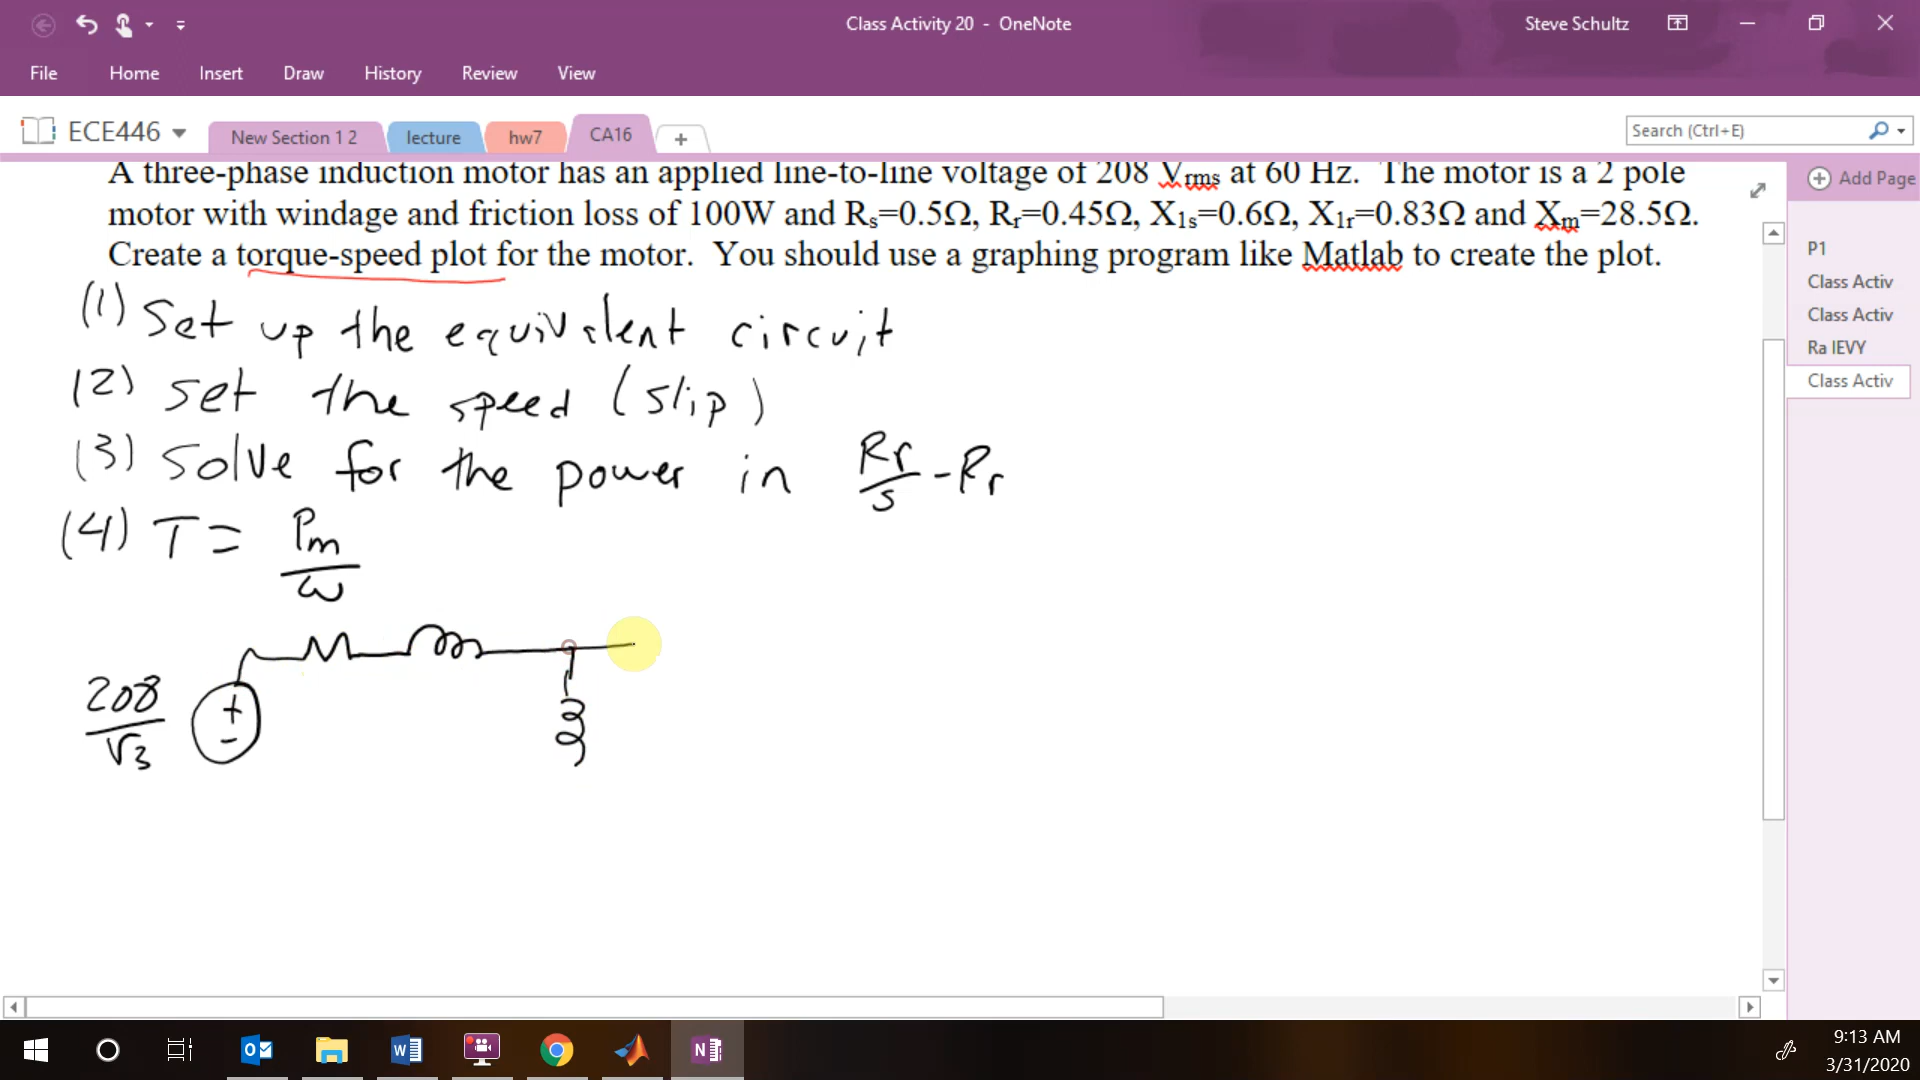 Class Activity 20 - OneNote
Steve Schultz
File Home Insert Draw History Review View
ECE446
New Section 1 2
lecture
hw7
CA16
+
Search (Ctrl+E)
A three-phase induction motor has an applied line-to-line voltage of 208 Vrms at 60 Hz. The motor is a 2 pole
motor with windage and friction loss of 100W and Rs=0.5Ω, Rr=0.45Ω, X1s=0.6Ω, X1r=0.83Ω and Xm=28.5Ω.
Create a torque-speed plot for the motor. You should use a graphing program like Matlab to create the plot.
(1) Set up the equivalent circuit
(2) set the speed (slip)
(3) solve for the power in Rr/s - Rr
(4) T = Pm/ω
208/√3
+
-
Add Page
P1
Class Activ
Class Activ
Ra IEVY
Class Activ
9:13 AM
3/31/2020